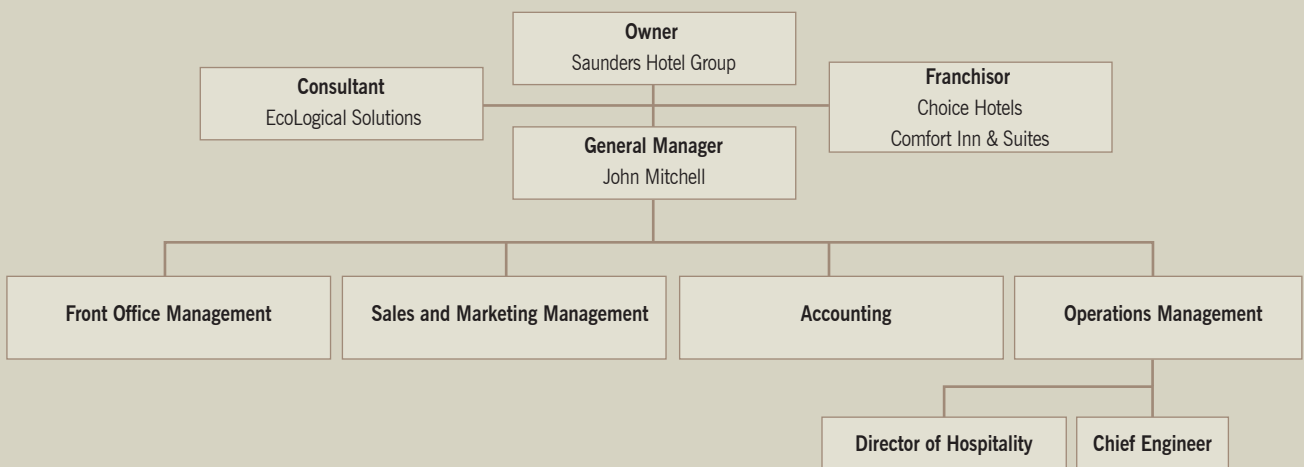 Owner
Saunders Hotel Group
Consultant
EcoLogical Solutions
Franchisor
Choice Hotels
Comfort Inn & Suites
General Manager
John Mitchell
Front Office Management
Sales and Marketing Management
Accounting
Operations Management
Director of Hospitality
Chief Engineer